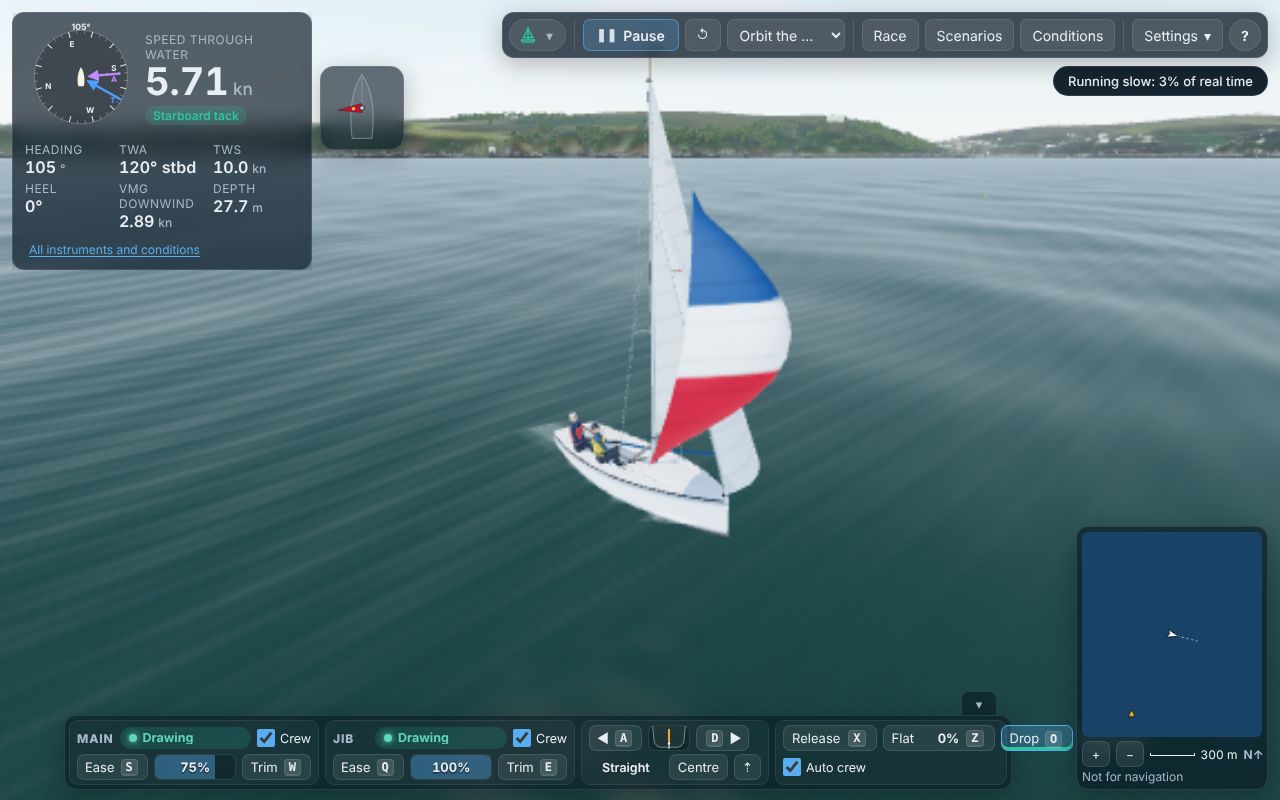 105°
E
S
A
T
N
W
SPEED THROUGH
WATER
5.71 kn
Starboard tack
HEADING
105 °
TWA
120° stbd
TWS
10.0 kn
HEEL
0°
VMG
DOWNWIND
2.89 kn
DEPTH
27.7 m
All instruments and conditions
▼
Pause
Orbit the ...
Race
Scenarios
Conditions
Settings ▾
?
Running slow: 3% of real time
▼
MAIN
Drawing
Crew
Ease S
75%
Trim W
JIB
Drawing
Crew
Ease Q
100%
Trim E
◀ A
D ▶
Straight
Centre
⇡
Release X
Flat 0% Z
Drop O
Auto crew
+
−
300 m N↑
Not for navigation